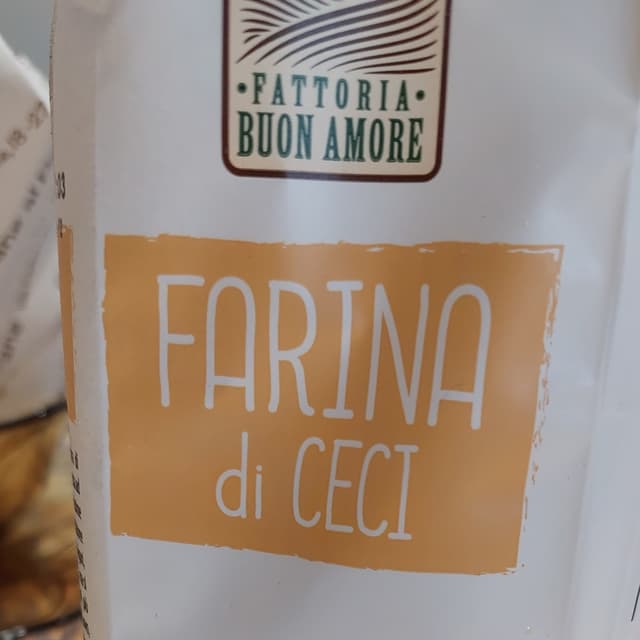 • FATTORIA •
BUON AMORE
FARINA
di CECI